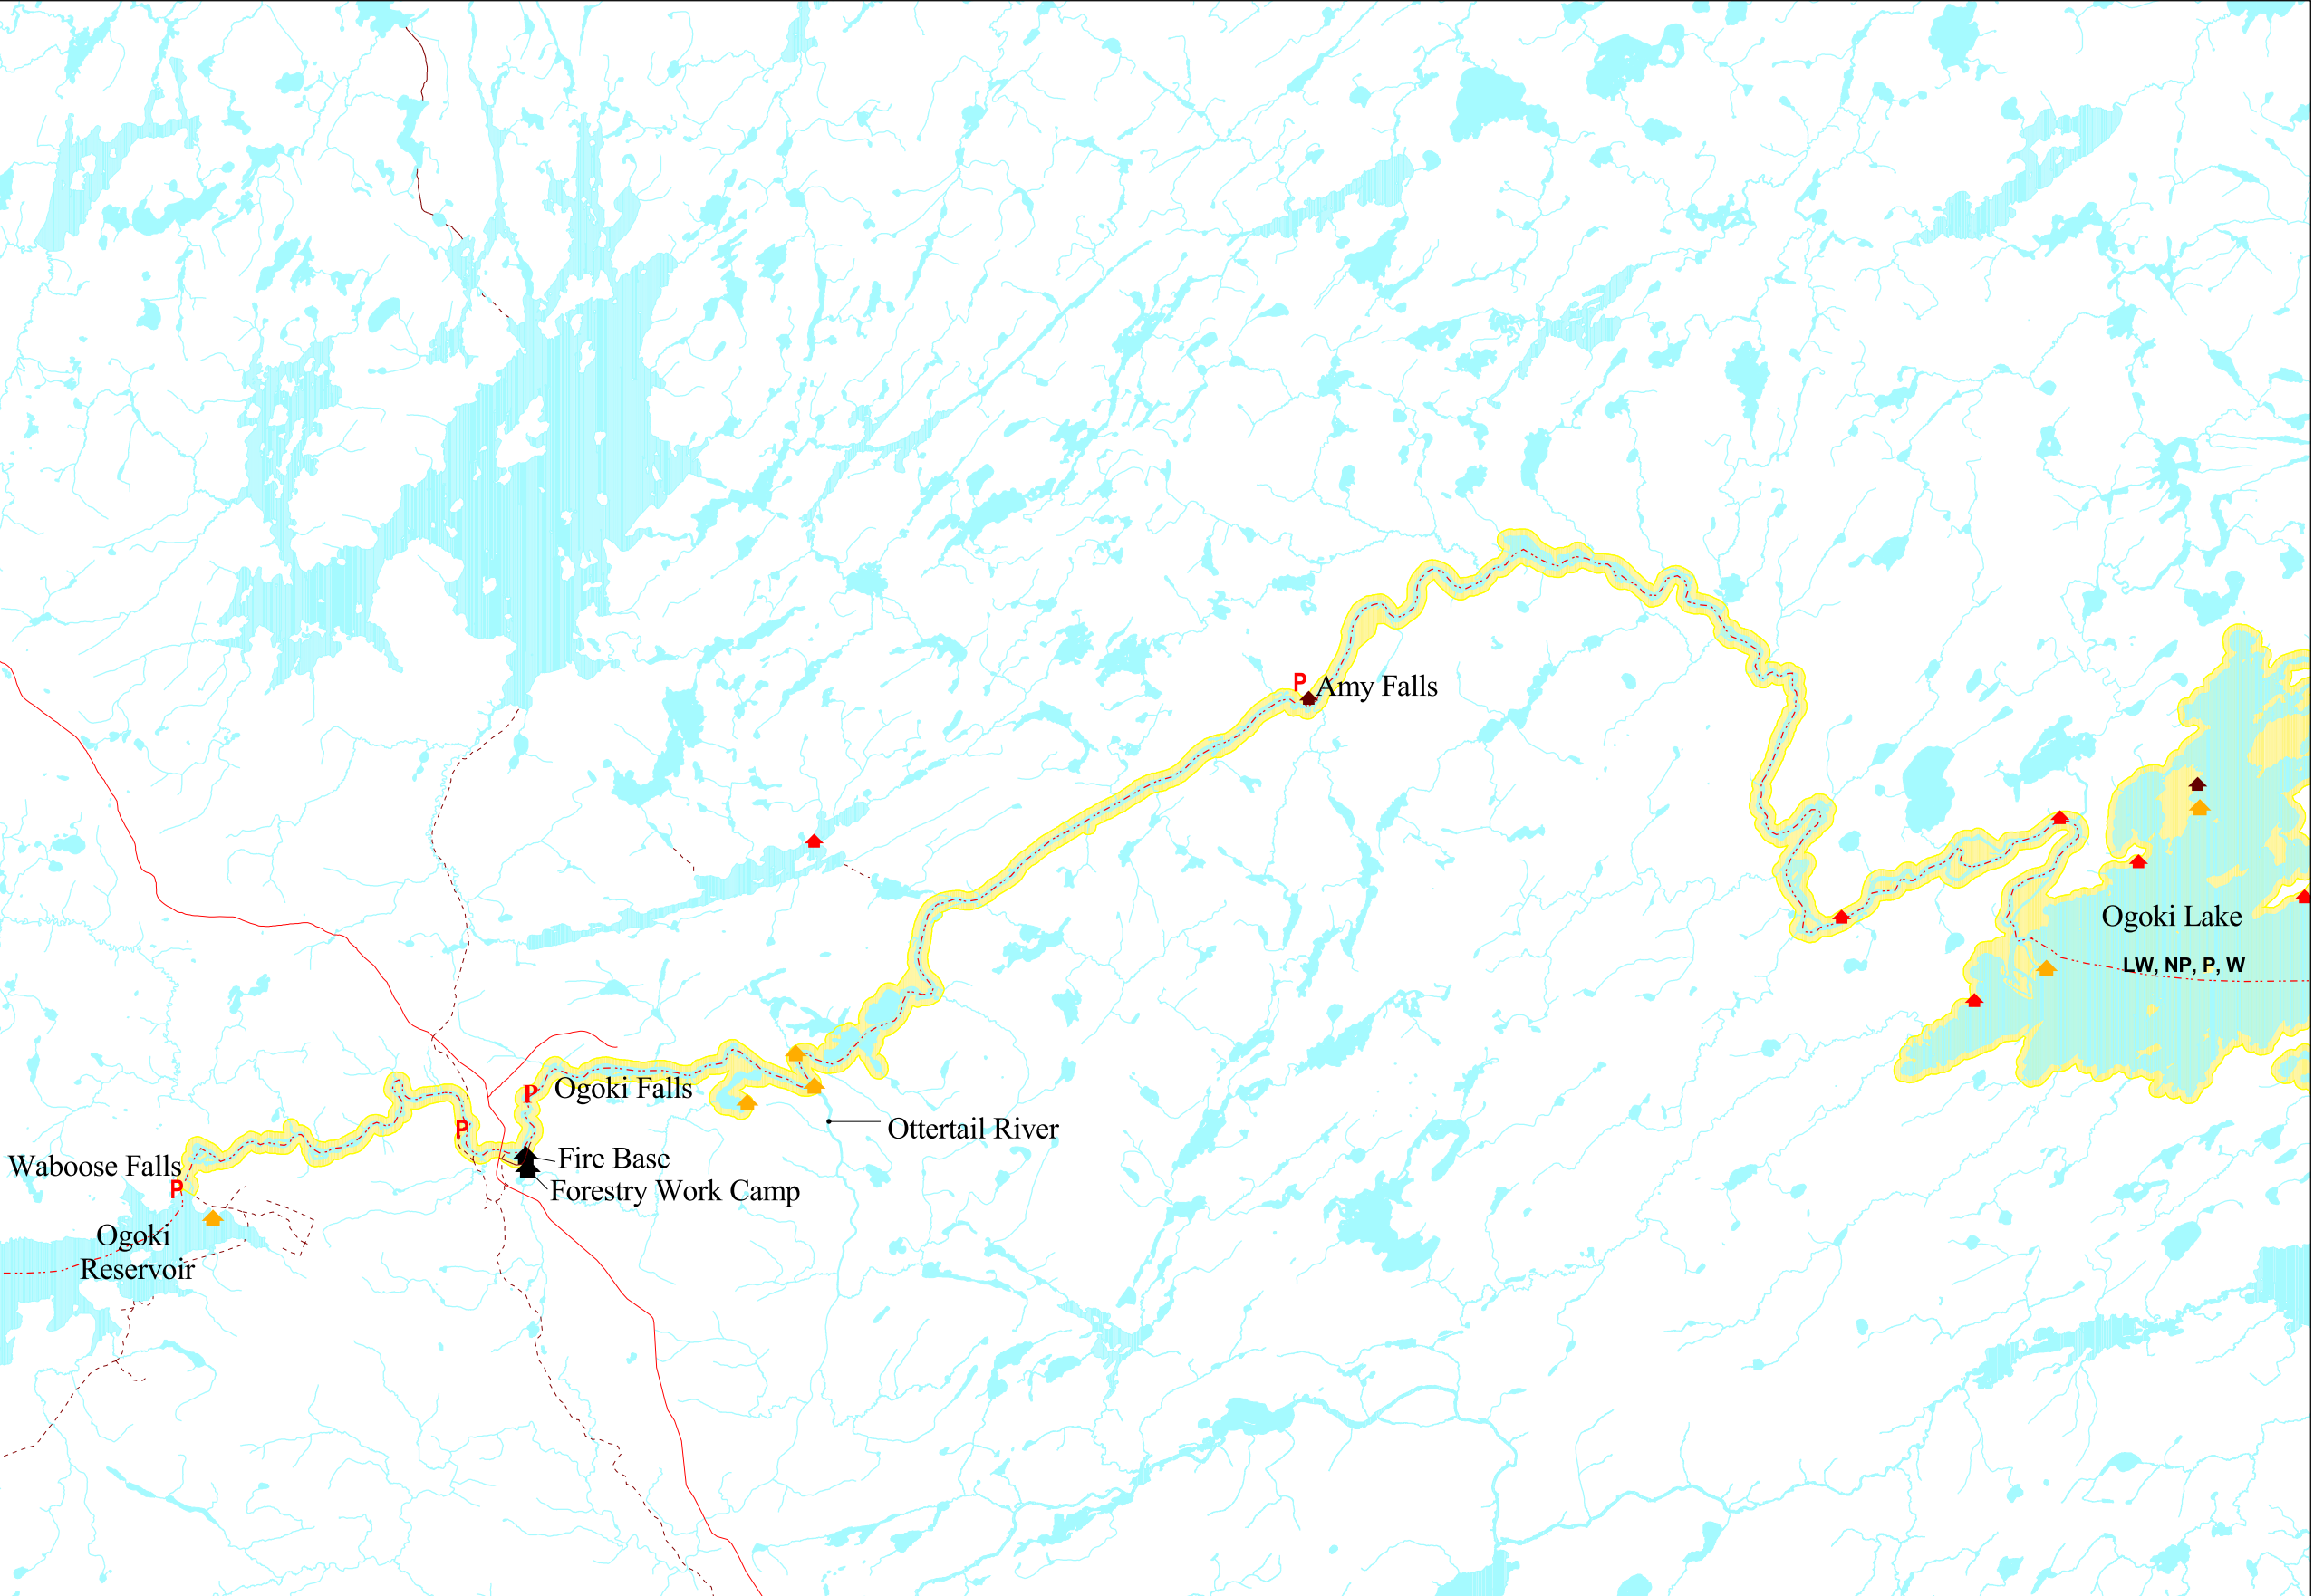 P
Amy Falls
Ogoki Lake
LW, NP, P, W
P
Ogoki Falls
P
Ottertail River
Fire Base
Waboose Falls
P
Forestry Work Camp
Ogoki
Reservoir